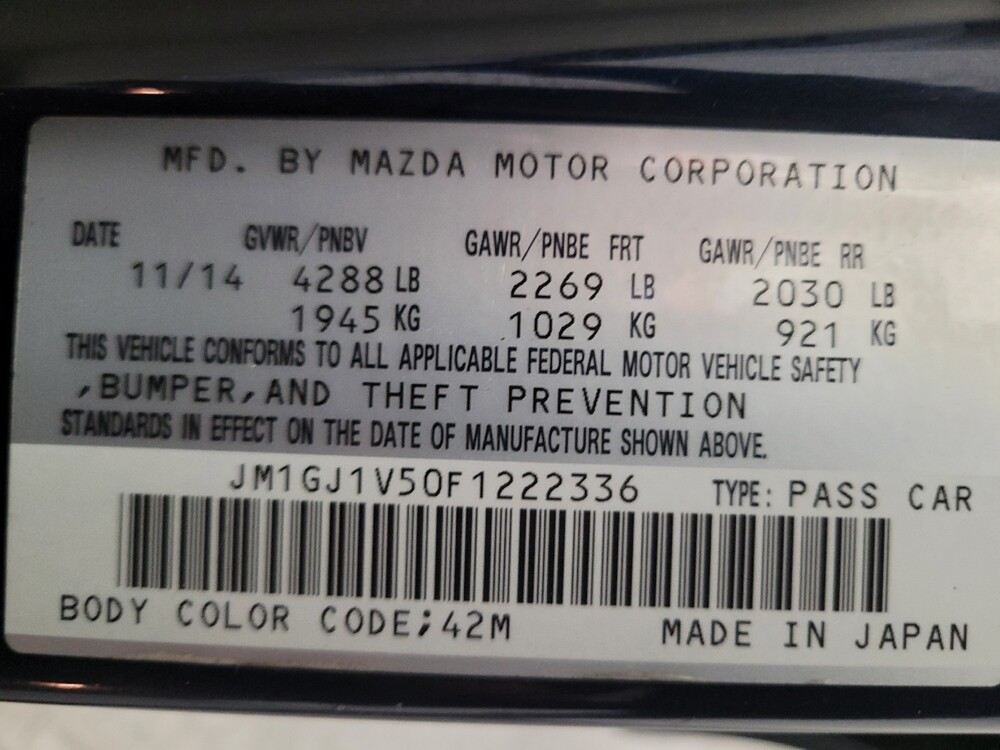 MFD. BY MAZDA MOTOR CORPORATION
DATE GVWR/PNBV GAWR/PNBE FRT GAWR/PNBE RR
11/14 4288 LB 2269 LB 2030 LB
1945 KG 1029 KG 921 KG
THIS VEHICLE CONFORMS TO ALL APPLICABLE FEDERAL MOTOR VEHICLE SAFETY
,BUMPER,AND THEFT PREVENTION
STANDARDS IN EFFECT ON THE DATE OF MANUFACTURE SHOWN ABOVE.
JM1GJ1V50F1222336 TYPE: PASS CAR
BODY COLOR CODE;42M MADE IN JAPAN